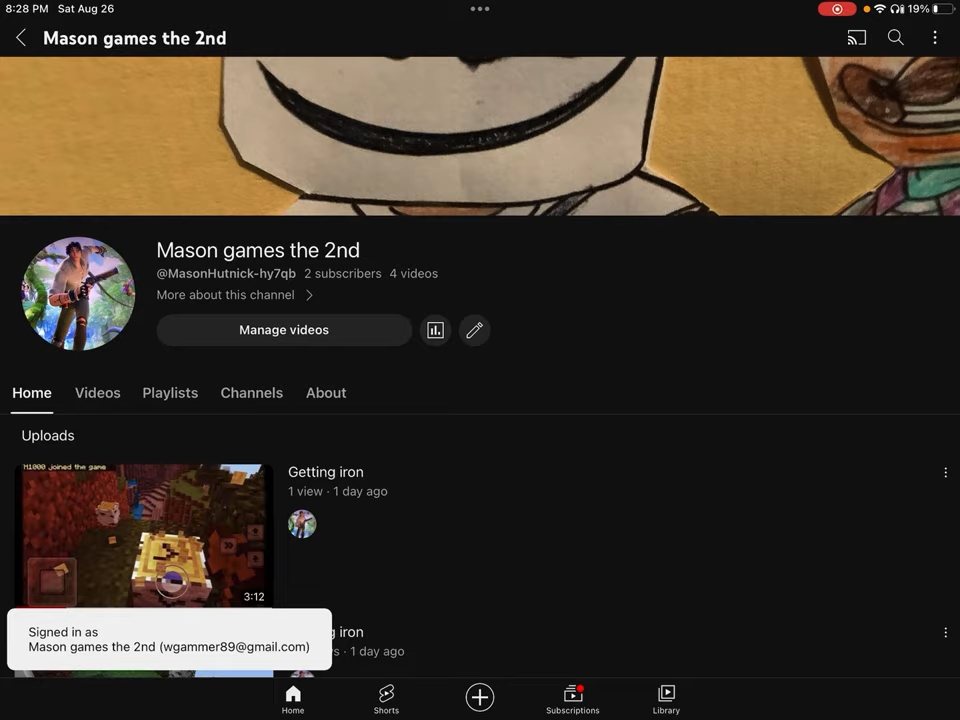 8:28 PM Sat Aug 26
19%
Mason games the 2nd
Mason games the 2nd
@MasonHutnick-hy7qb 2 subscribers 4 videos
More about this channel
Manage videos
Home Videos Playlists Channels About
Uploads
M1000 joined the game
Getting iron
1 view · 1 day ago
3:12
iron
1 day ago
Signed in as
Mason games the 2nd (wgammer89@gmail.com)
Home Shorts Subscriptions Library